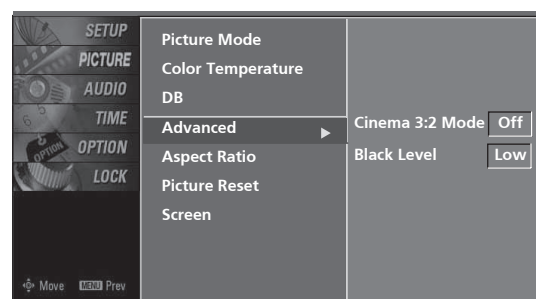 SETUP
PICTURE
AUDIO
TIME
OPTION
LOCK
Move MENU Prev
Picture Mode
Color Temperature
DB
Advanced
Aspect Ratio
Picture Reset
Screen
Cinema 3:2 Mode Off
Black Level Low